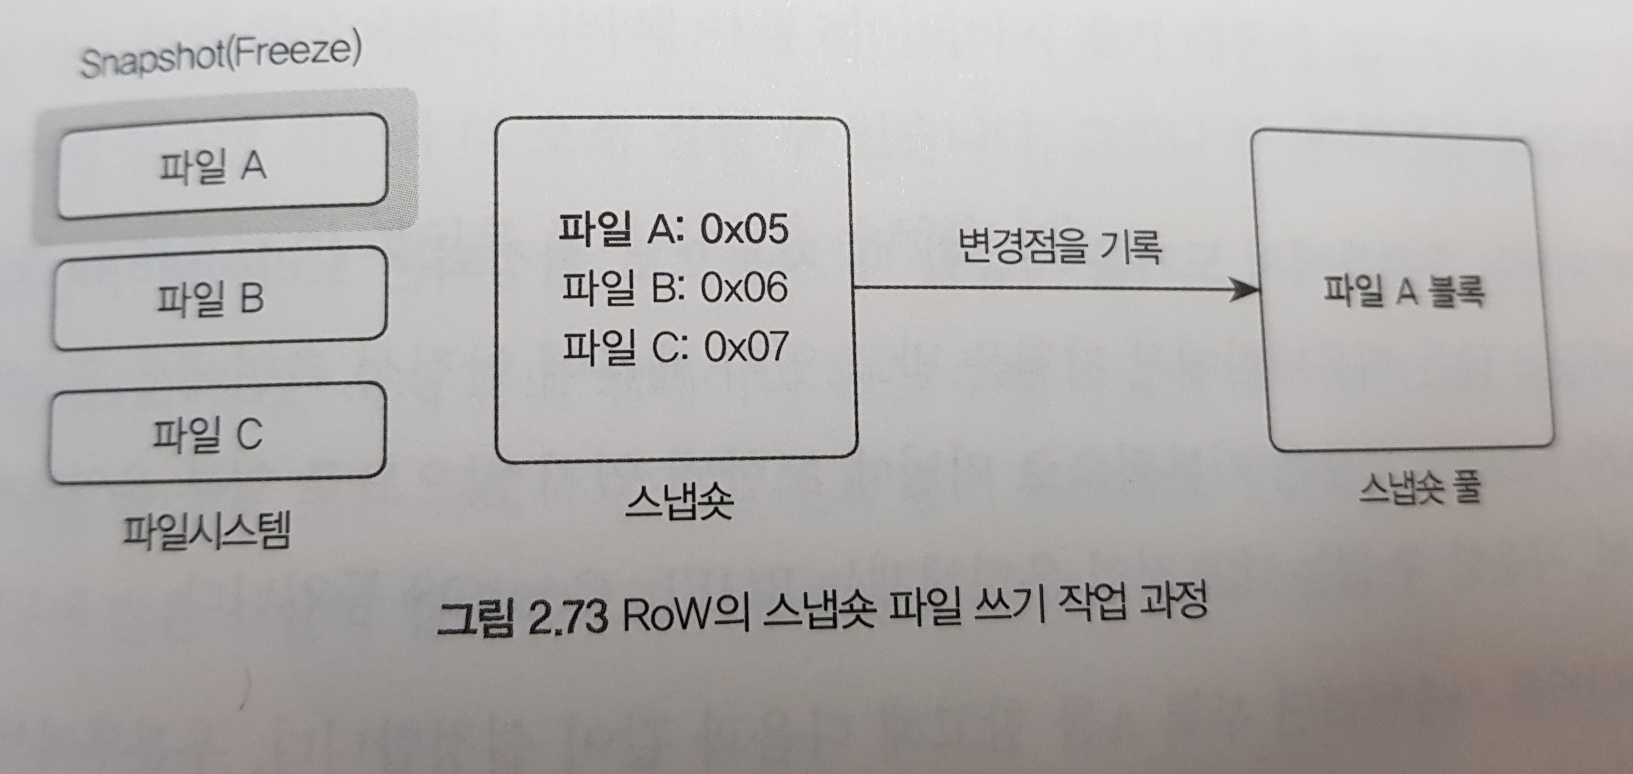 Snapshot(Freeze)
파일 A
파일 B
파일 C
파일시스템
파일 A: 0x05
파일 B: 0x06
파일 C: 0x07
스냅숏
변경점을 기록
파일 A 블록
스냅숏 풀
그림 2.73 RoW의 스냅숏 파일 쓰기 작업 과정